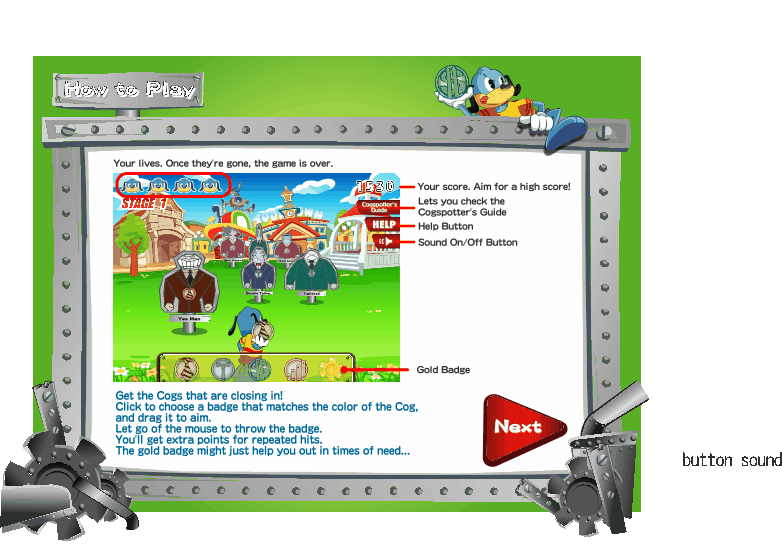 How to Play
Your lives. Once they're gone, the game is over.
1530
Your score. Aim for a high score!
STAGE 1
Lets you check the
Cogspotter's Guide
Cogspotter's
Guide
HELP
Help Button
Sound On/Off Button
TOON TOWN
Yes Man
Gold Badge
Get the Cogs that are closing in!
Click to choose a badge that matches the color of the Cog,
and drag it to aim.
Let go of the mouse to throw the badge.
You'll get extra points for repeated hits.
The gold badge might just help you out in times of need...
Next
button sound